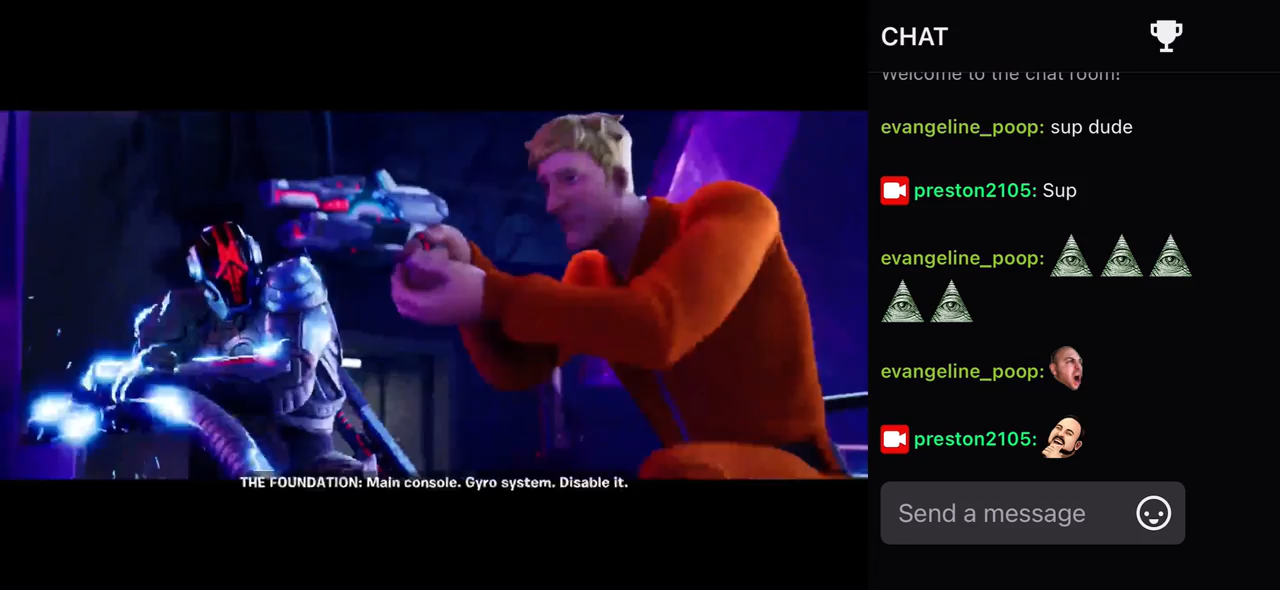 THE FOUNDATION: Main console. Gyro system. Disable it.
CHAT
Welcome to the chat room!
evangeline_poop: sup dude
preston2105: Sup
evangeline_poop:
evangeline_poop:
preston2105:
Send a message